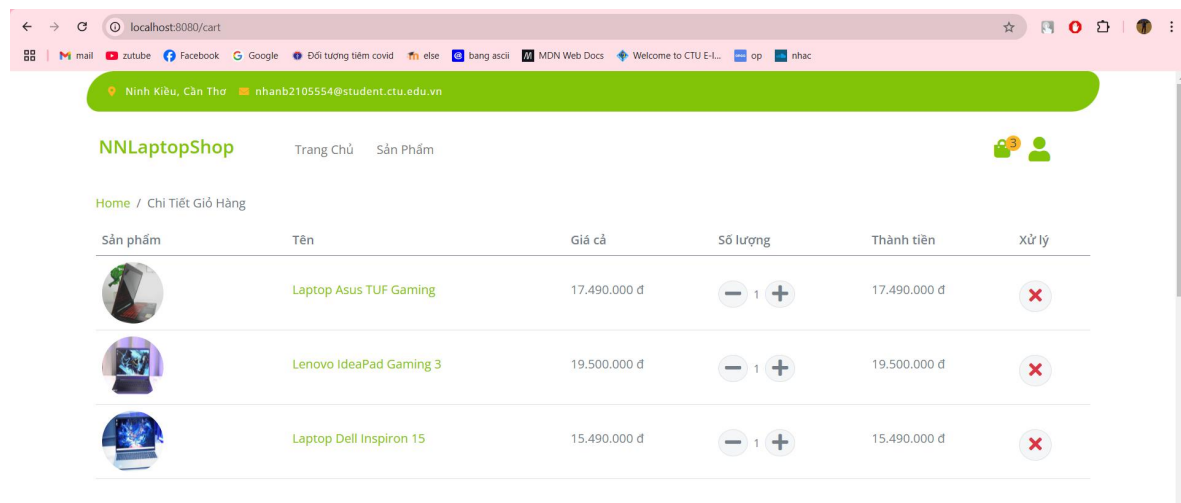 localhost:8080/cart
mail zutube Facebook Google Đối tượng tiêm covid else bang ascii MDN Web Docs Welcome to CTU E-l... op nhac
Ninh Kiều, Cần Thơ nhanb2105554@student.ctu.edu.vn
NNLaptopShop Trang Chủ Sản Phẩm 3
Home / Chi Tiết Giỏ Hàng
Sản phẩm Tên Giá cả Số lượng Thành tiền Xử lý
Laptop Asus TUF Gaming 17.490.000 đ 1 17.490.000 đ
Lenovo IdeaPad Gaming 3 19.500.000 đ 1 19.500.000 đ
Laptop Dell Inspiron 15 15.490.000 đ 1 15.490.000 đ